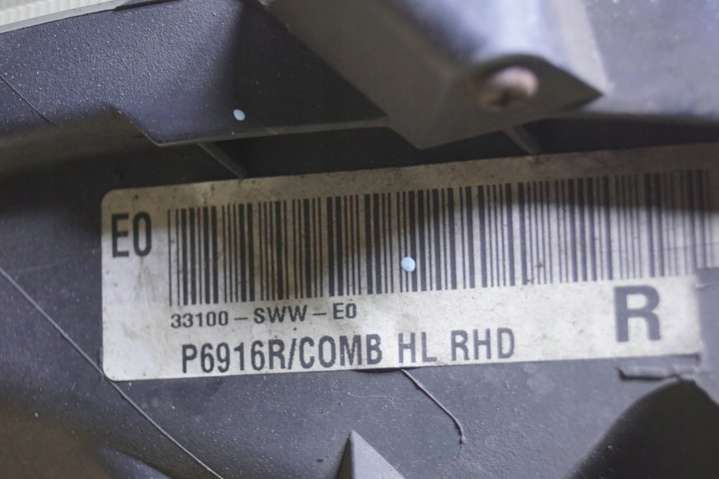 E0
33100-SWW-E0
P6916R/COMB HL RHD
R